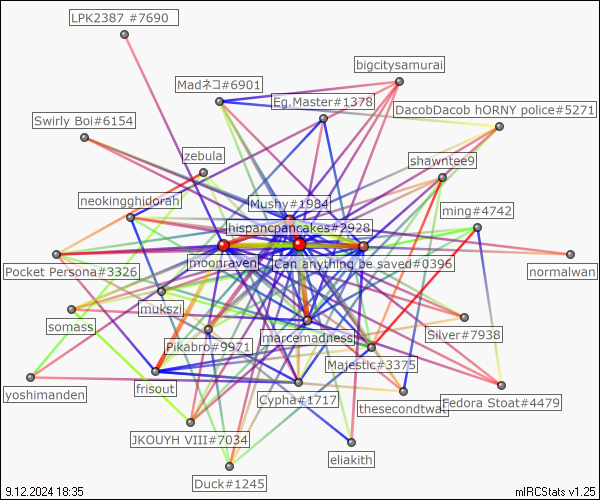 LPK2387 #7690
bigcitysamurai
Madネコ#6901
Eg.Master#1378
DacobDacob hORNY police#5271
Swirly Boi#6154
zebula
shawntee9
neokingghidorah
Mushy#1984
ming#4742
hispancpancakes#2928
moonraven
Can anything be saved#0396
Pocket Persona#3326
normalwan
mukszi
somass
marcemadness
Silver#7938
Pikabro#9971
Majestic#3375
yoshimanden
frisout
Cypha#1717
thesecondtwat
Fedora Stoat#4479
JKOUYH VIII#7034
eliakith
Duck#1245
9.12.2024 18:35
mIRCStats v1.25